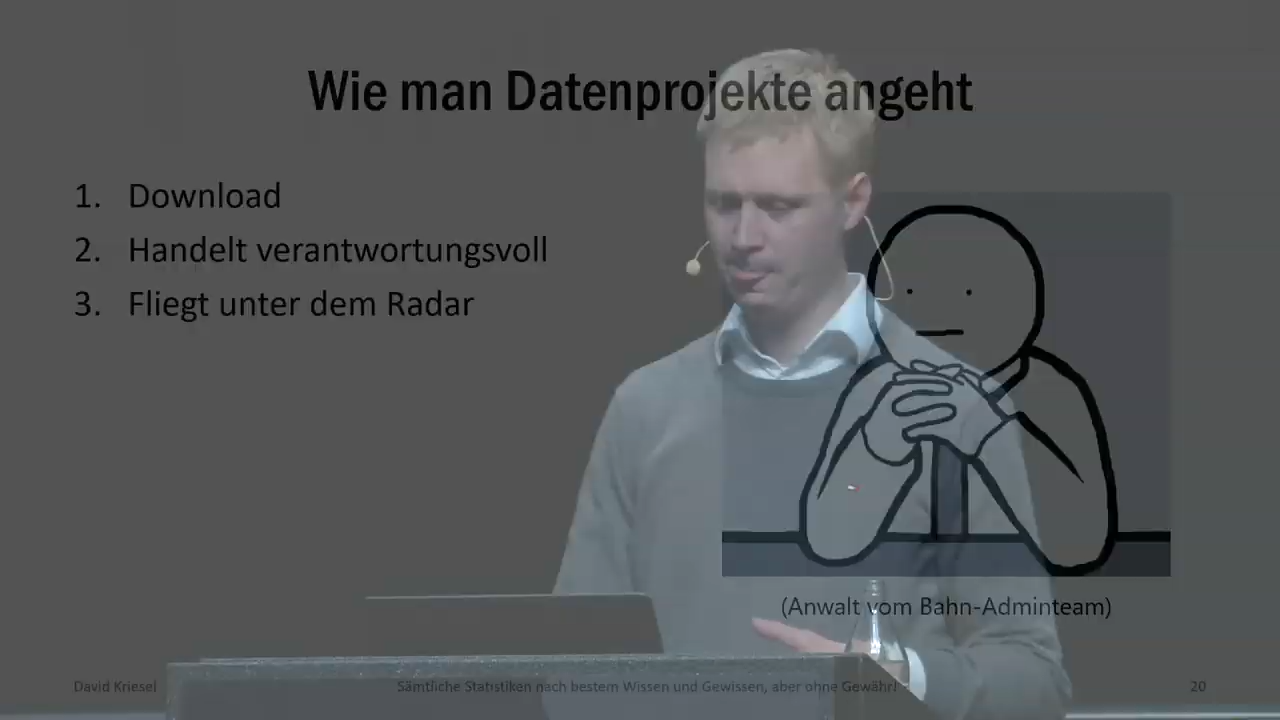 Wie man Datenprojekte angeht
1. Download
2. Handelt verantwortungsvoll
3. Fliegt unter dem Radar
(Anwalt vom Bahn-Adminteam)
David Kriesel
Sämtliche Statistiken nach bestem Wissen und Gewissen, aber ohne Gewähr! -
20